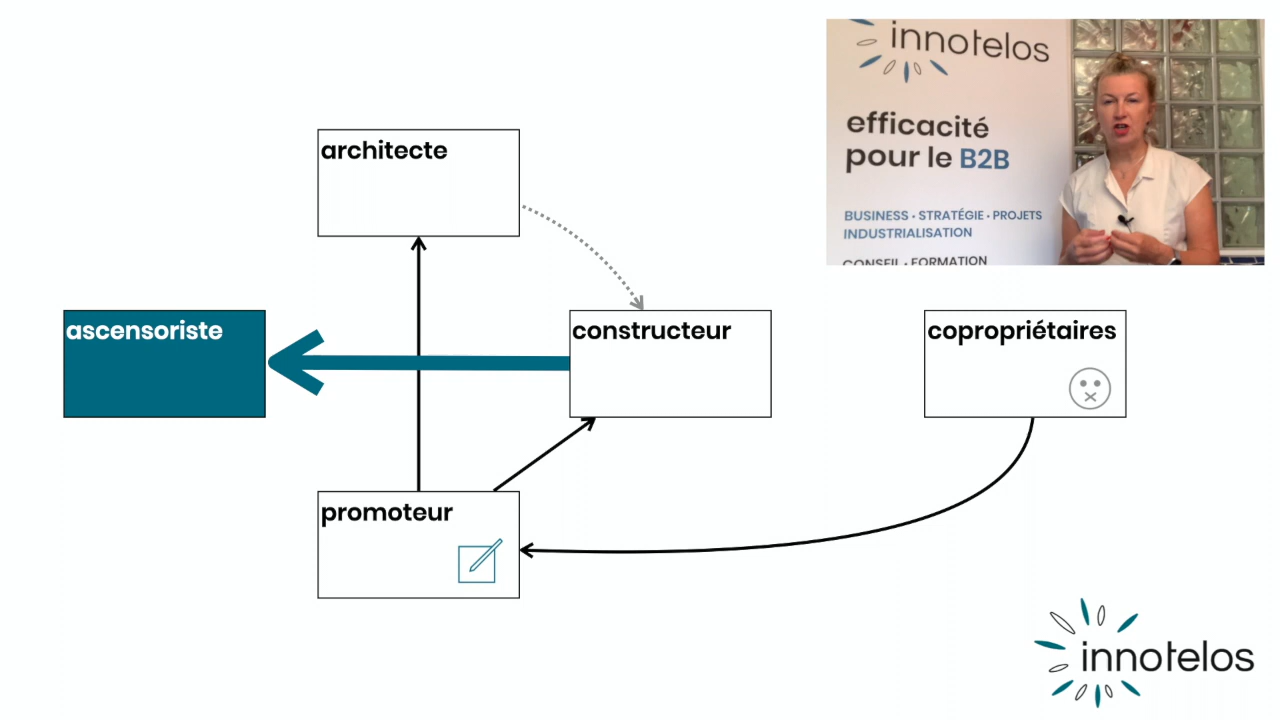 innotelos
efficacité
pour le B2B
BUSINESS • STRATÉGIE • PROJETS
INDUSTRIALISATION
CONSEIL • FORMATION
architecte
ascensoriste
constructeur
copropriétaires
promoteur
innotelos